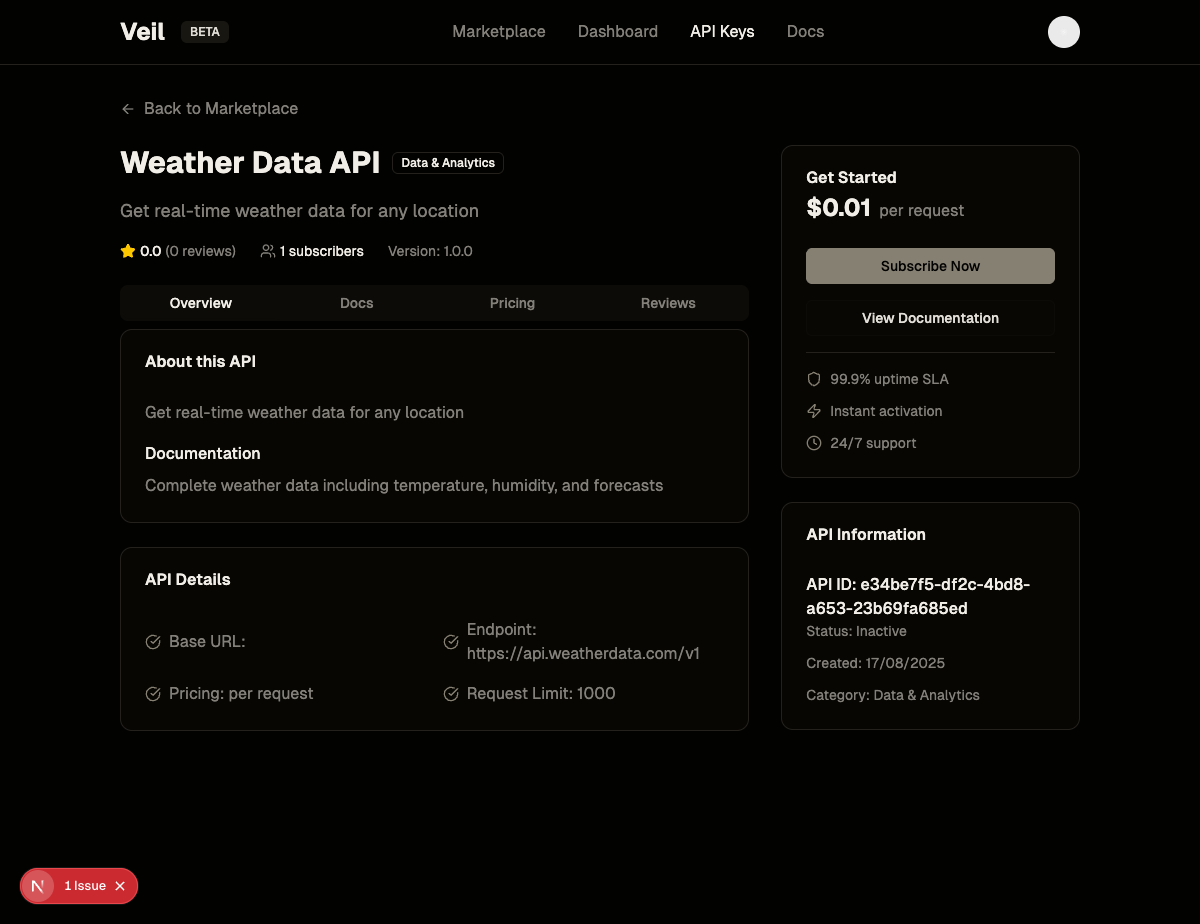 Veil
BETA
Marketplace
Dashboard
API Keys
Docs
Back to Marketplace
Weather Data API
Data & Analytics
Get real-time weather data for any location
0.0 (0 reviews)
1 subscribers
Version: 1.0.0
Overview
Docs
Pricing
Reviews
About this API
Get real-time weather data for any location
Documentation
Complete weather data including temperature, humidity, and forecasts
API Details
Base URL:
Endpoint:
https://api.weatherdata.com/v1
Pricing: per request
Request Limit: 1000
Get Started
$0.01 per request
Subscribe Now
View Documentation
99.9% uptime SLA
Instant activation
24/7 support
API Information
API ID: e34be7f5-df2c-4bd8-
a653-23b69fa685ed
Status: Inactive
Created: 17/08/2025
Category: Data & Analytics
N
1 Issue